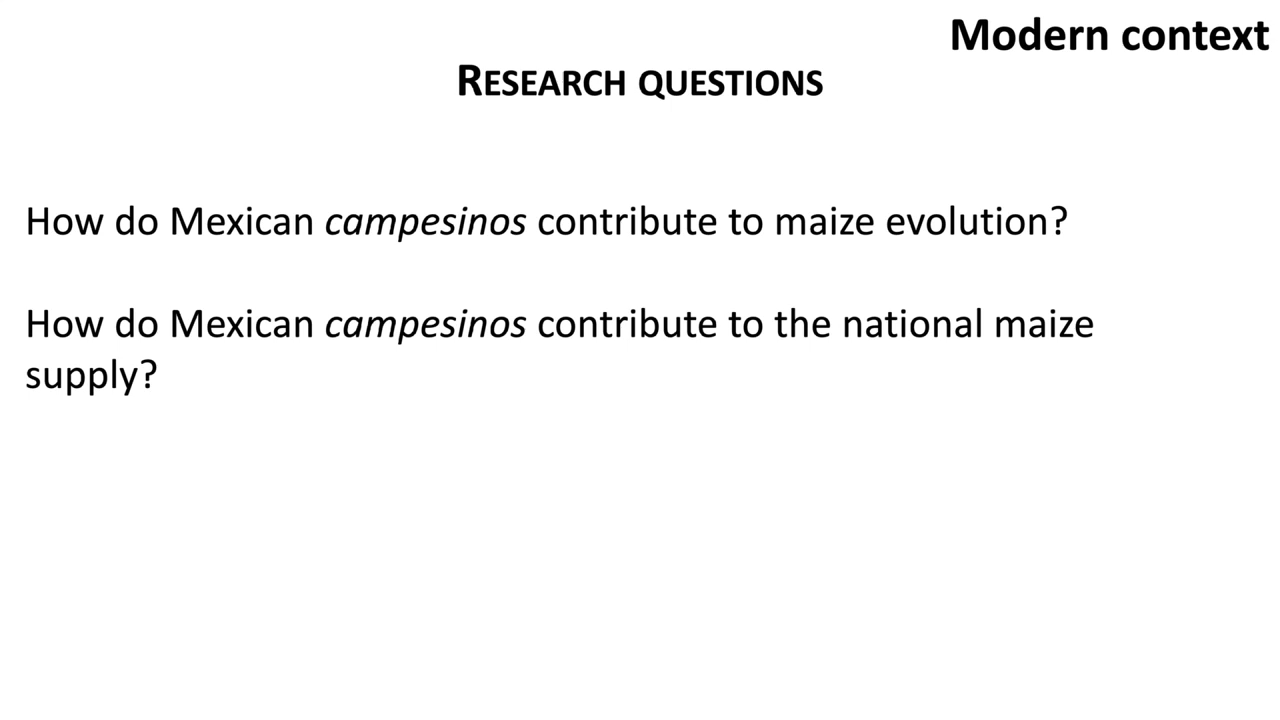 Modern context
RESEARCH QUESTIONS
How do Mexican campesinos contribute to maize evolution?
How do Mexican campesinos contribute to the national maize
supply?